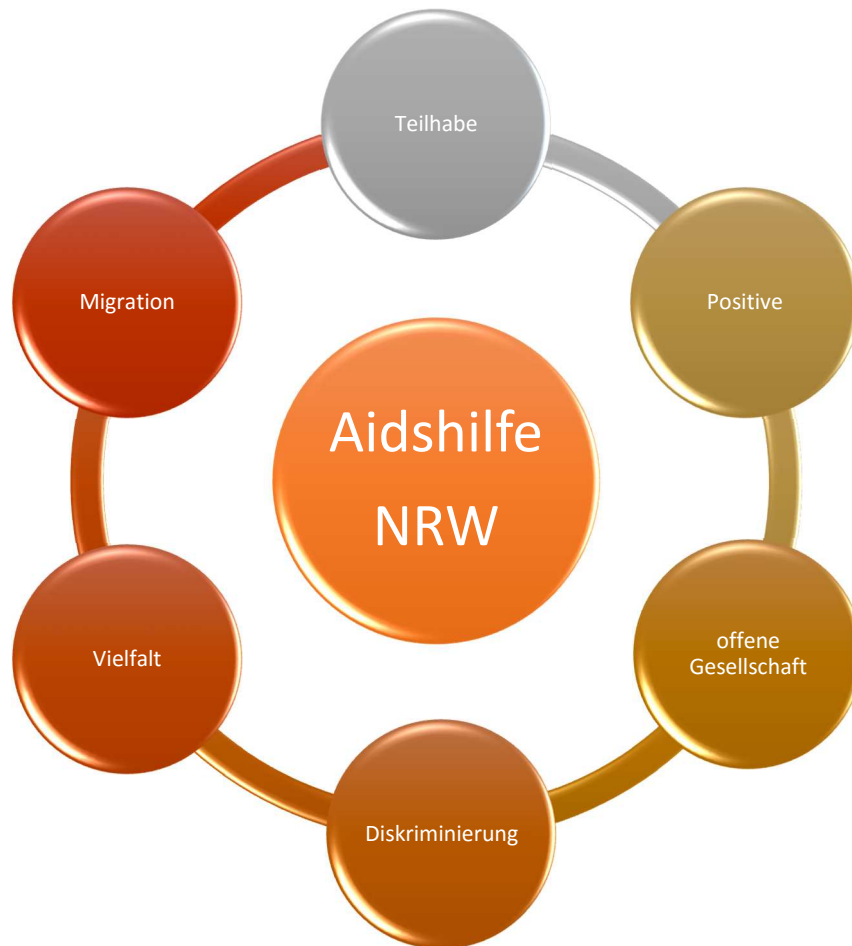 Teilhabe
Migration
Positive
Aidshilfe
NRW
Vielfalt
offene
Gesellschaft
Diskriminierung